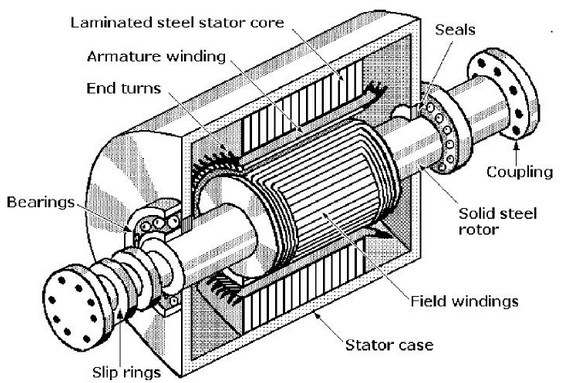 Laminated steel stator core
Armature winding
End turns
Seals
Bearings
Coupling
Solid steel
rotor
Field windings
Stator case
Slip rings